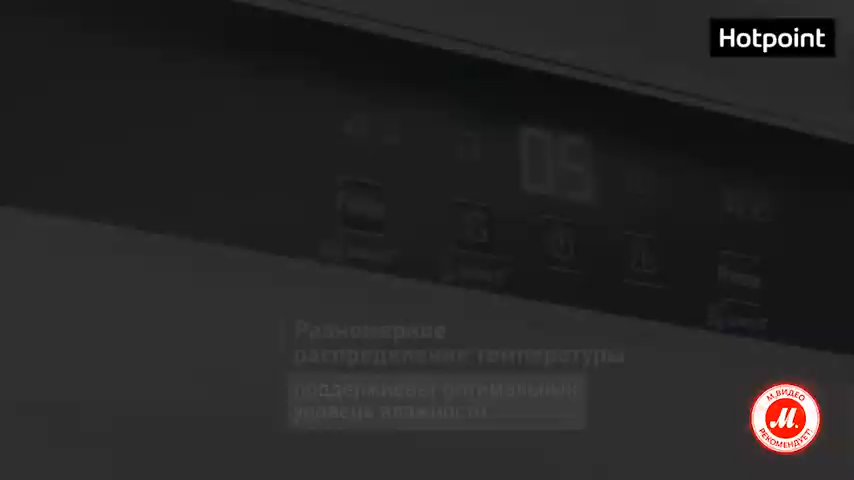 Hotpoint
05
Равномерное
распределение температуры
поддерживает оптимальный
уровень влажности
М.ВИДЕО
М.
РЕКОМЕНДУЕТ!